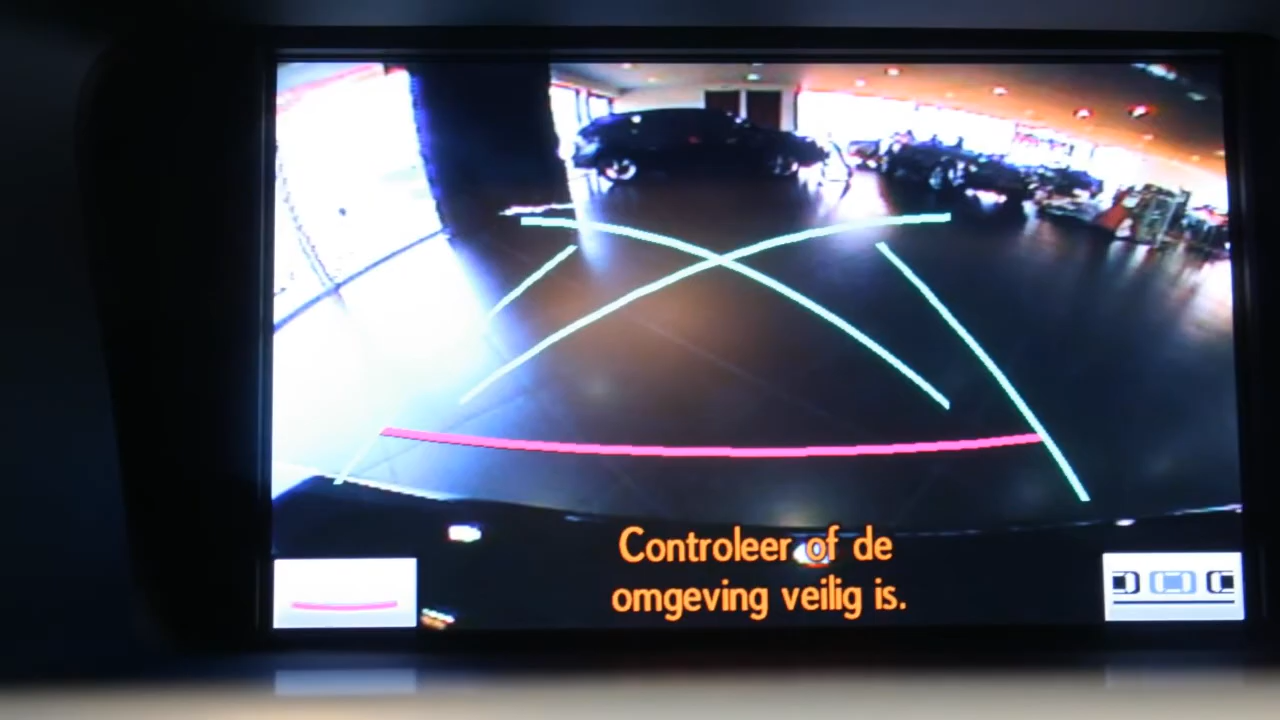 Controleer of de
omgeving veilig is.